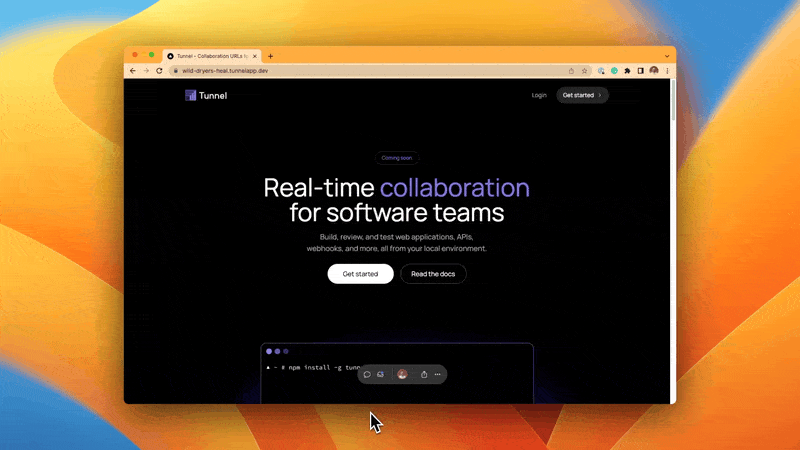 Tunnel – Collaboration URLs
wild-dryers-heal.tunnelapp.dev
Tunnel
Login
Get started
Coming soon
Real-time collaboration
for software teams
Build, review, and test web applications, APIs,
webhooks, and more, all from your local environment.
Get started
Read the docs
▲ ~ # npm install -g tunn